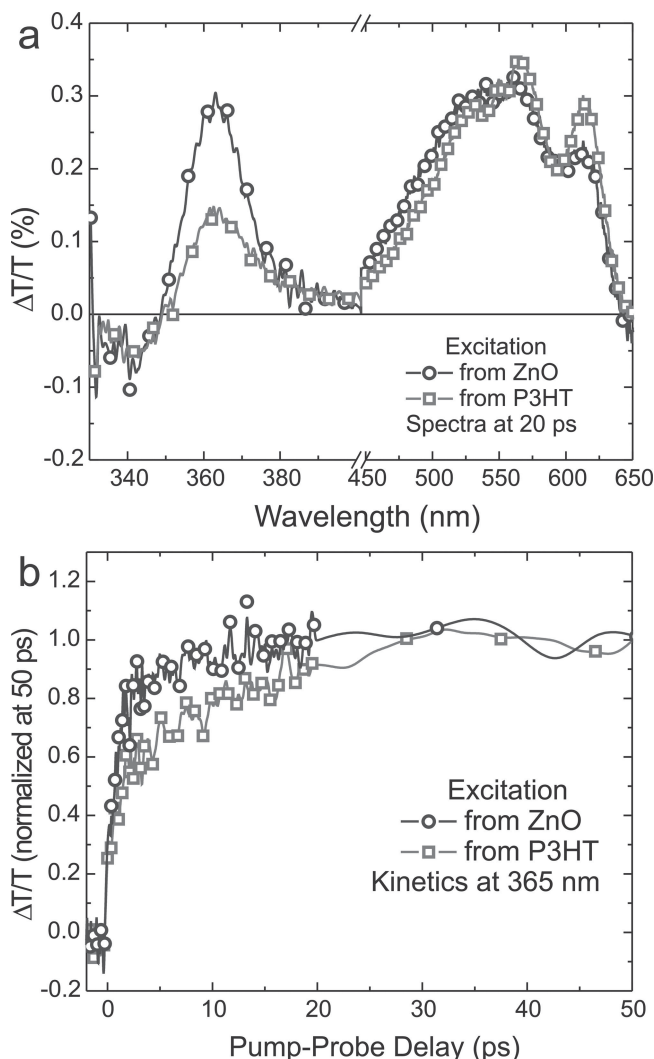 a
0.4
0.3
0.2
0.1
0.0
-0.1
-0.2
ΔT/T (%)
Excitation
from ZnO
from P3HT
Spectra at 20 ps
340 360 380 400 450 500 550 600 650
Wavelength (nm)
b
1.2
1.0
0.8
0.6
0.4
0.2
0.0
-0.2
ΔT/T (normalized at 50 ps)
Excitation
from ZnO
from P3HT
Kinetics at 365 nm
0 10 20 30 40 50
Pump-Probe Delay (ps)